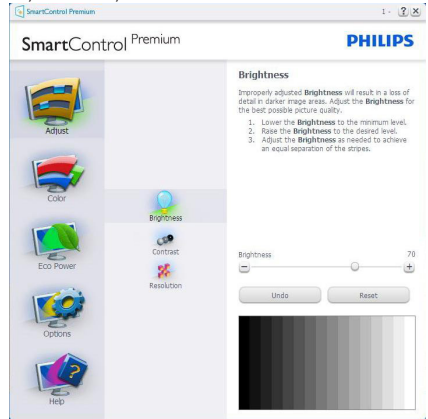 SmartControl Premium
1 -
?
×
SmartControl Premium
PHILIPS
Adjust
Color
Eco Power
Options
Help
Brightness
Contrast
Resolution
Brightness
Improperly adjusted Brightness will result in a loss of
detail in darker image areas. Adjust the Brightness for
the best possible picture quality.
1. Lower the Brightness to the minimum level.
2. Raise the Brightness to the desired level.
3. Adjust the Brightness as needed to achieve
an equal separation of the stripes.
Brightness 70
Undo
Reset